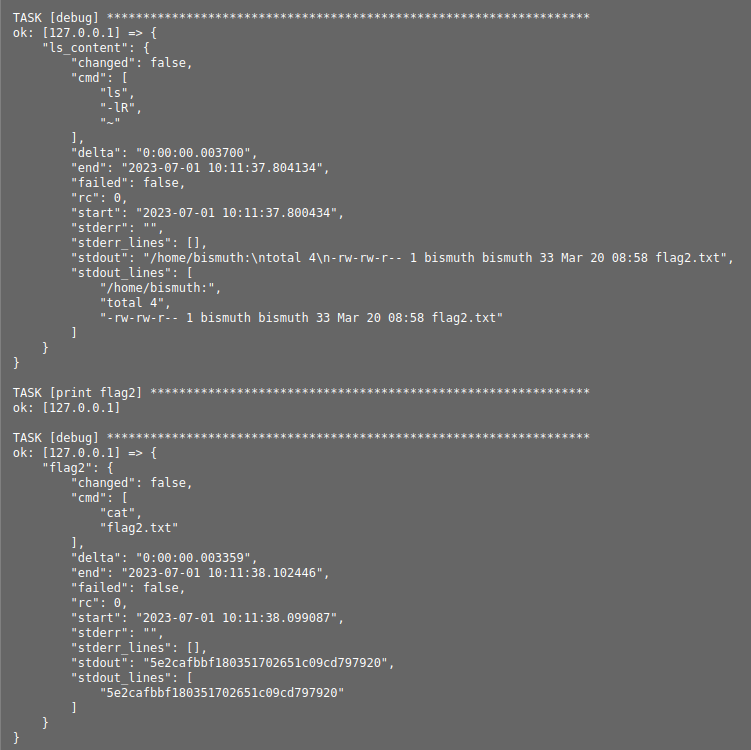 TASK [debug] *******************************************************************
ok: [127.0.0.1] => {
    "ls_content": {
        "changed": false,
        "cmd": [
            "ls",
            "-lR",
            "~"
        ],
        "delta": "0:00:00.003700",
        "end": "2023-07-01 10:11:37.804134",
        "failed": false,
        "rc": 0,
        "start": "2023-07-01 10:11:37.800434",
        "stderr": "",
        "stderr_lines": [],
        "stdout": "/home/bismuth:\ntotal 4\n-rw-rw-r-- 1 bismuth bismuth 33 Mar 20 08:58 flag2.txt",
        "stdout_lines": [
            "/home/bismuth:",
            "total 4",
            "-rw-rw-r-- 1 bismuth bismuth 33 Mar 20 08:58 flag2.txt"
        ]
    }
}

TASK [print flag2] *************************************************************
ok: [127.0.0.1]

TASK [debug] *******************************************************************
ok: [127.0.0.1] => {
    "flag2": {
        "changed": false,
        "cmd": [
            "cat",
            "flag2.txt"
        ],
        "delta": "0:00:00.003359",
        "end": "2023-07-01 10:11:38.102446",
        "failed": false,
        "rc": 0,
        "start": "2023-07-01 10:11:38.099087",
        "stderr": "",
        "stderr_lines": [],
        "stdout": "5e2cafbbf180351702651c09cd797920",
        "stdout_lines": [
            "5e2cafbbf180351702651c09cd797920"
        ]
    }
}